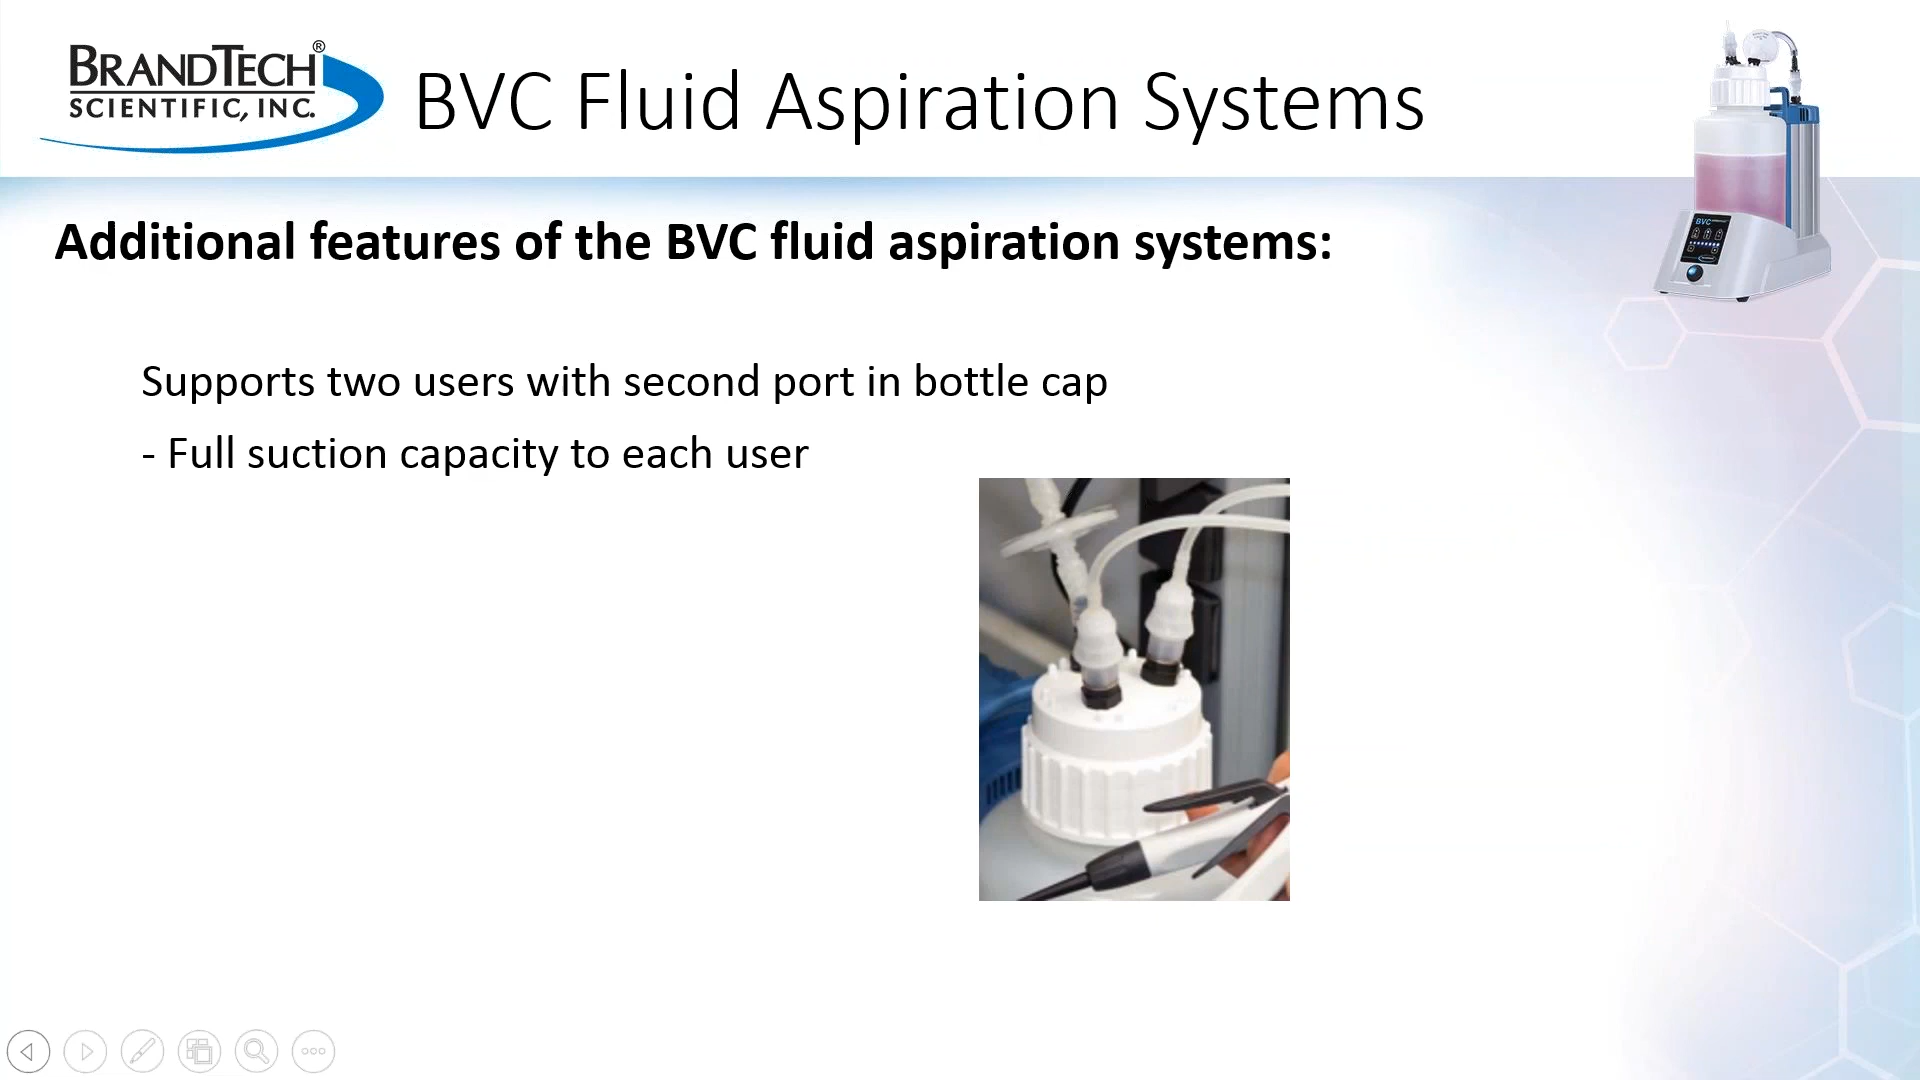 BRANDTECH®
SCIENTIFIC, INC.
BVC Fluid Aspiration Systems
BVC
Additional features of the BVC fluid aspiration systems:
Supports two users with second port in bottle cap
- Full suction capacity to each user